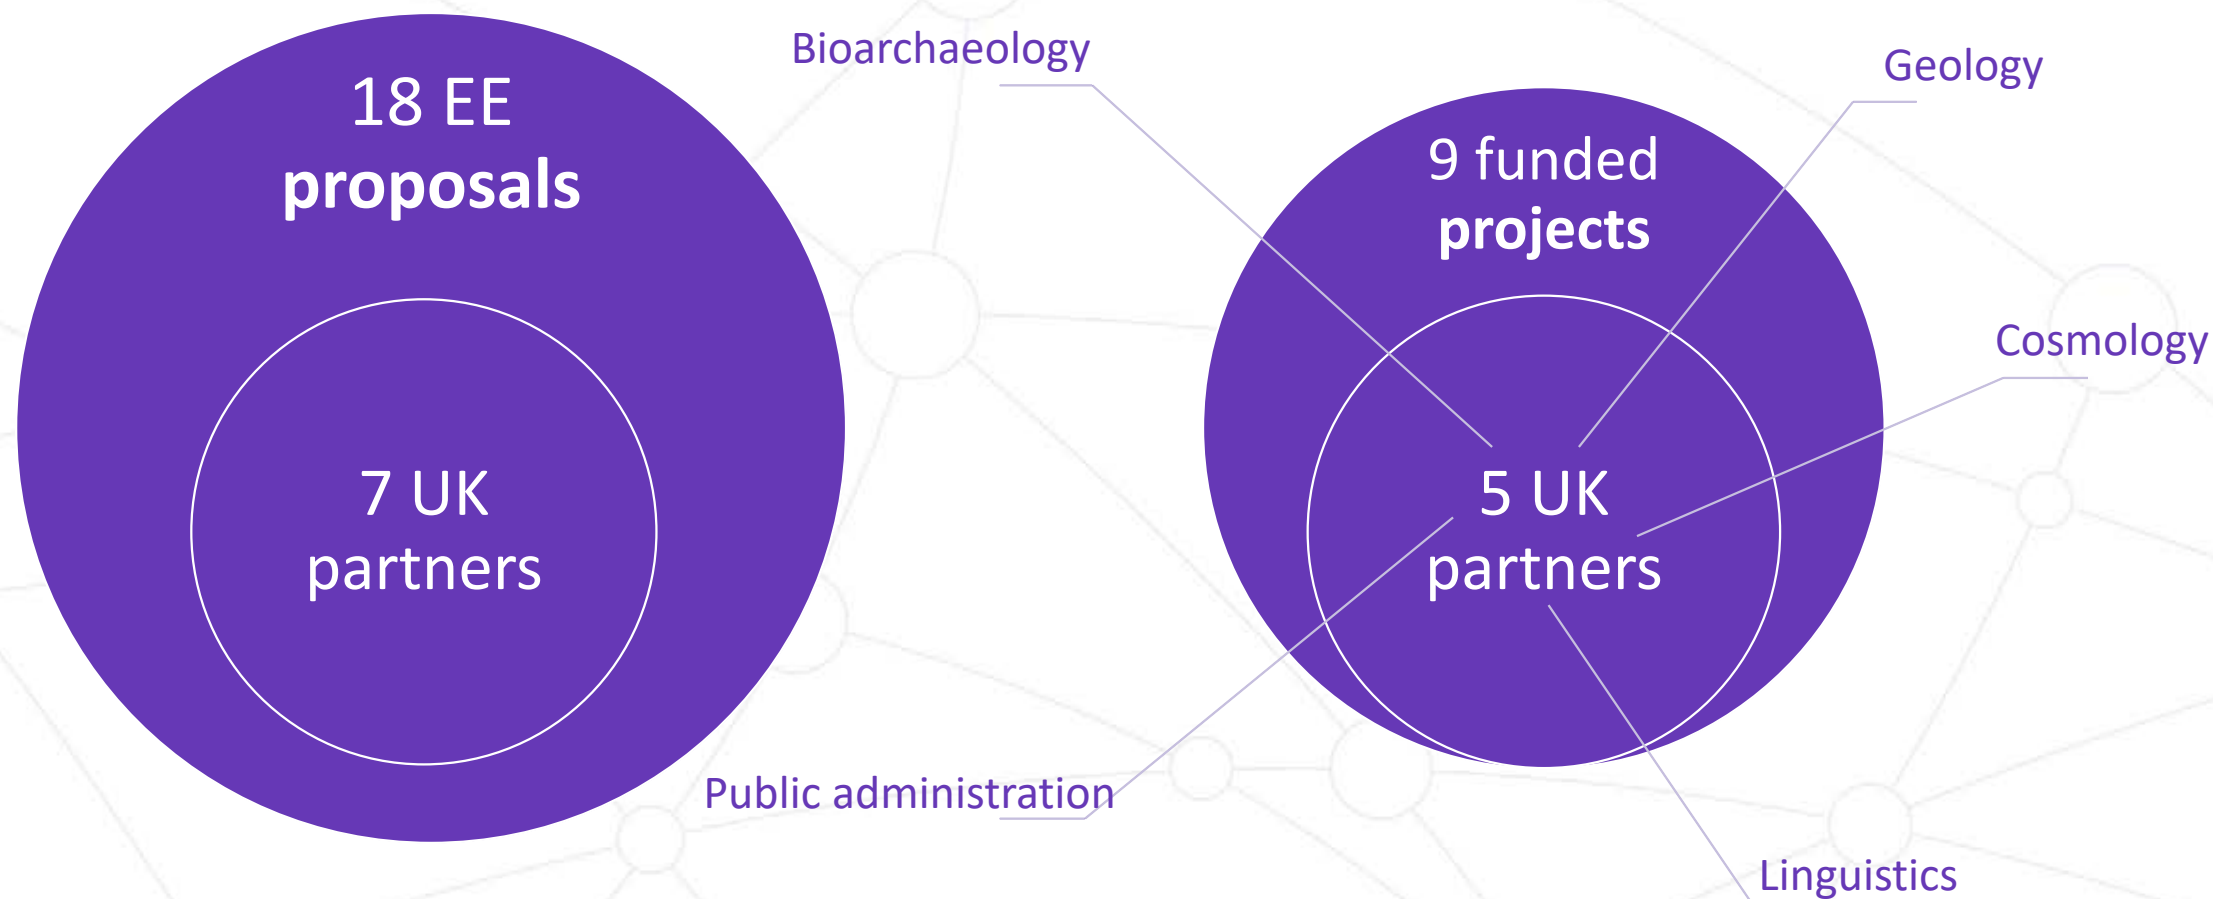 18 EE
proposals
7 UK
partners
Bioarchaeology
Geology
9 funded
projects
Cosmology
5 UK
partners
Public administration
Linguistics